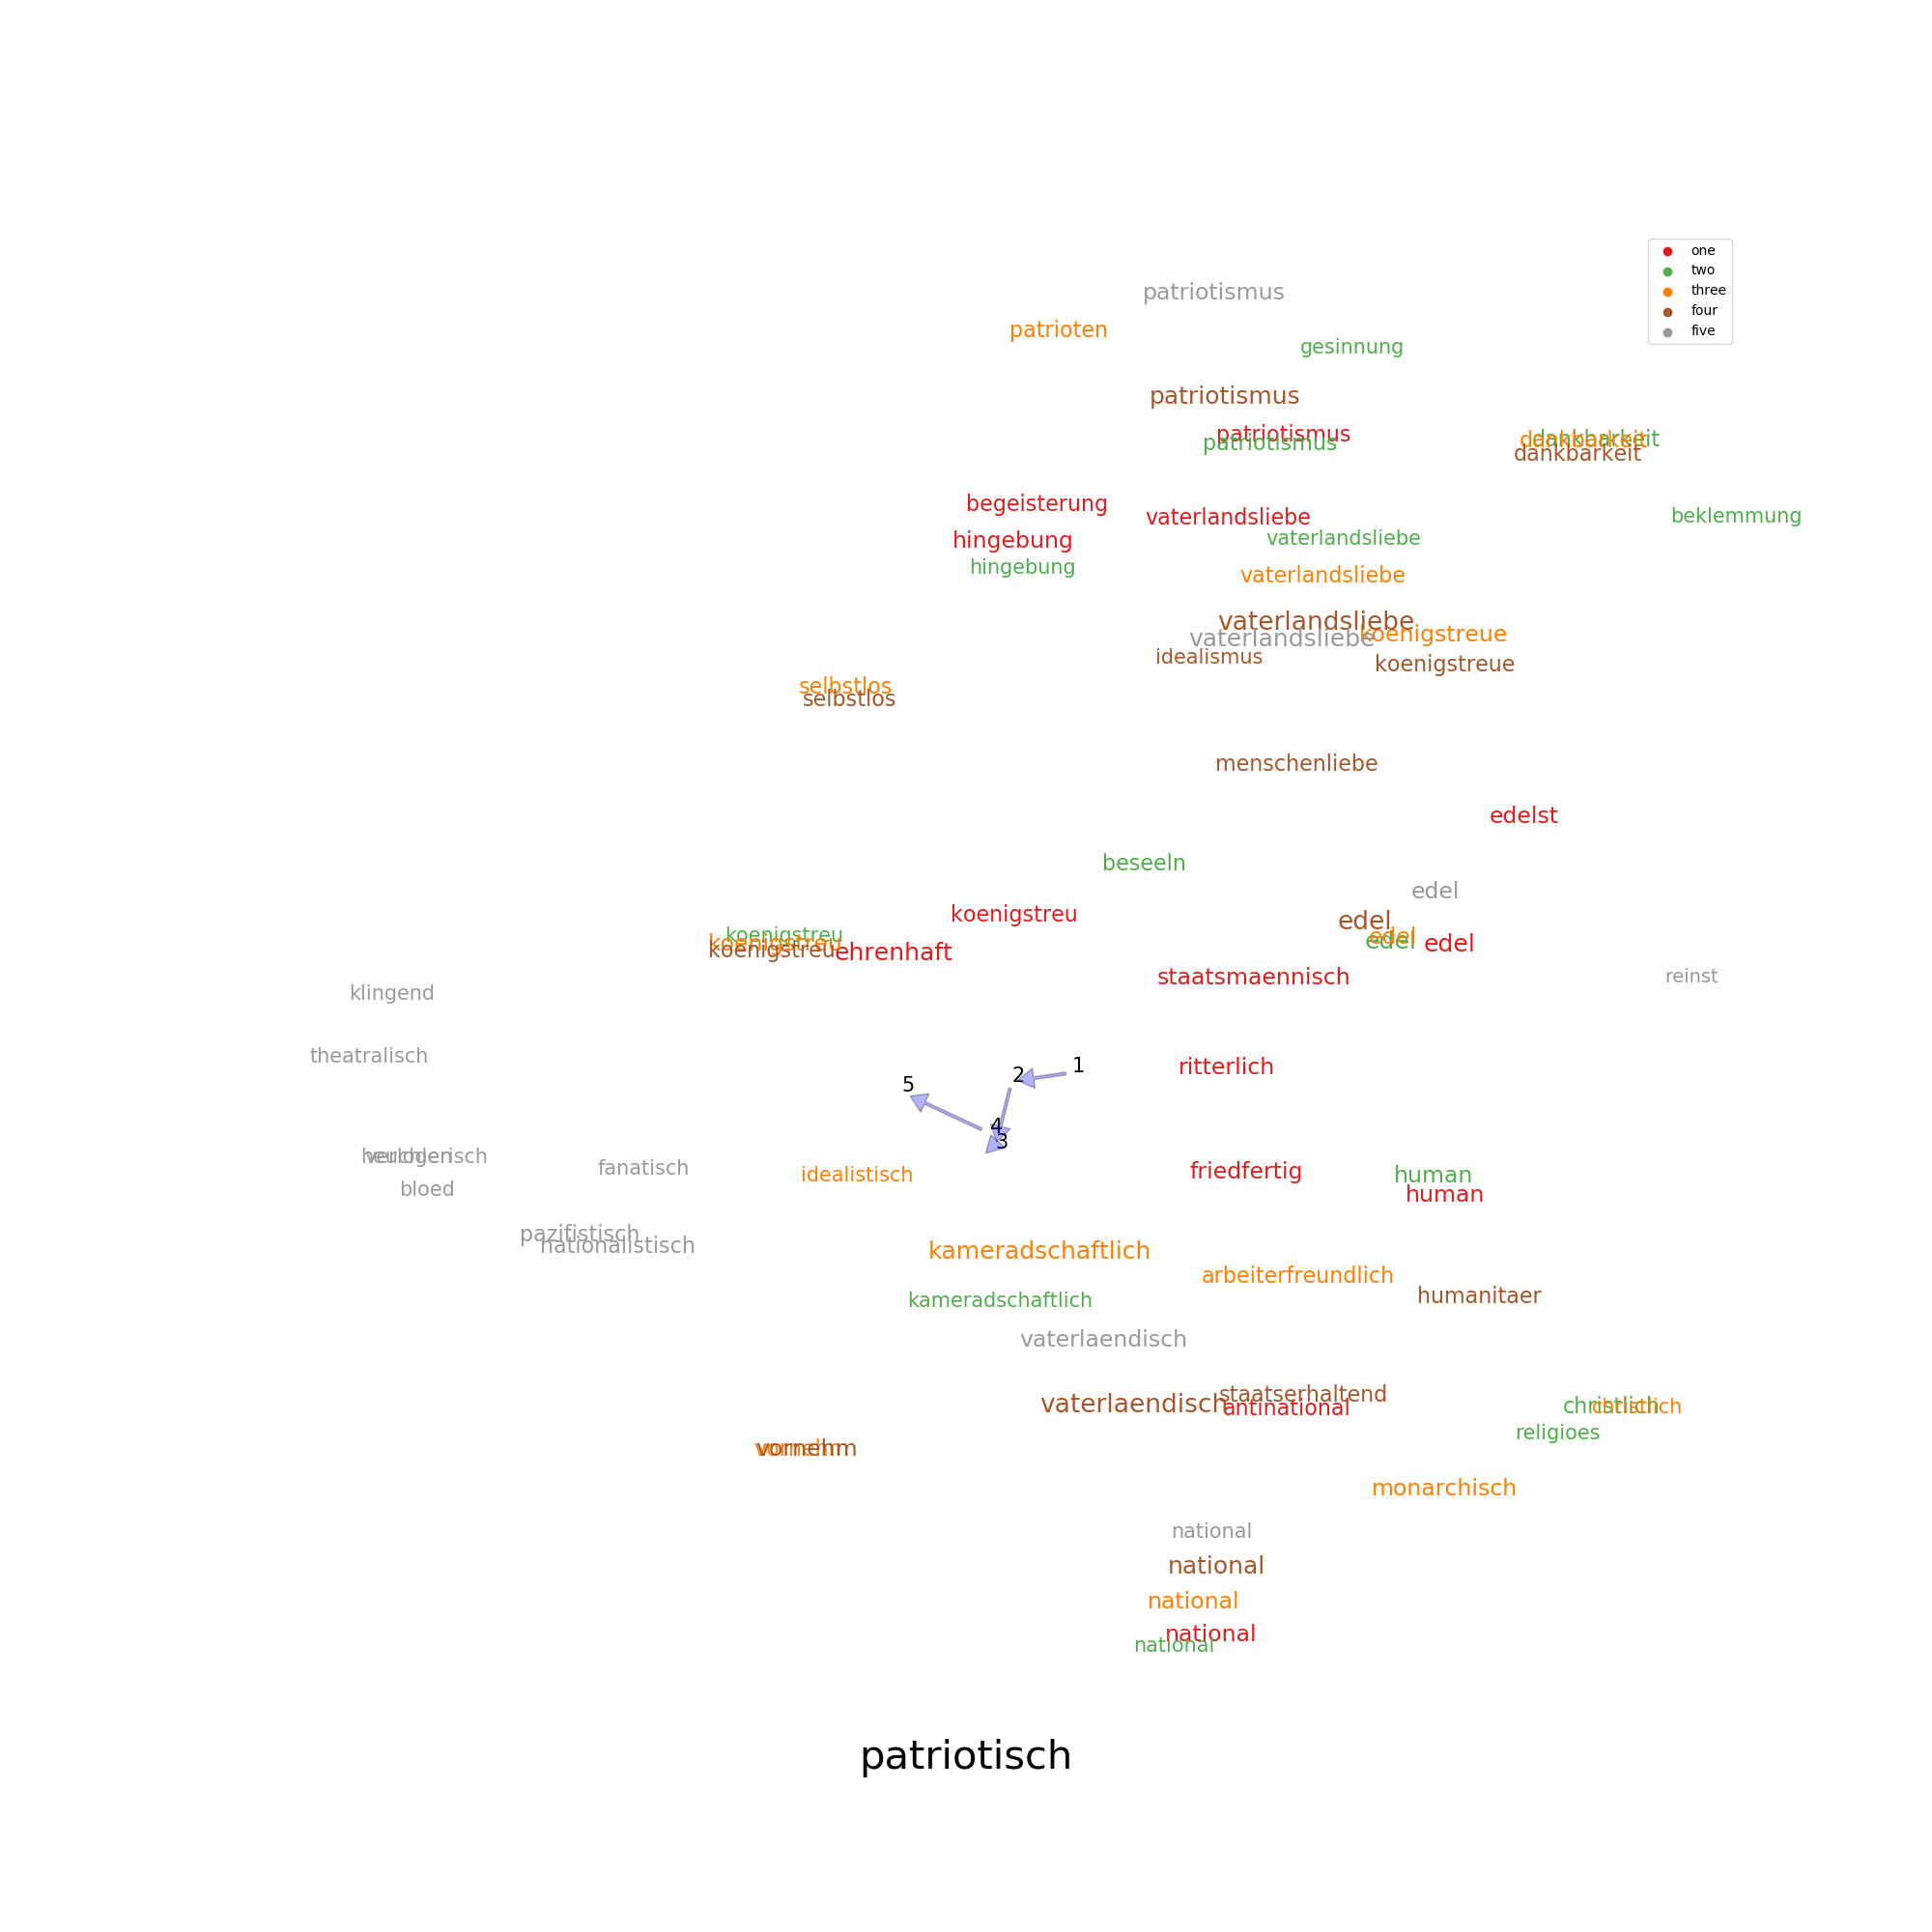 one
two
three
four
five
patriotismus
patrioten
gesinnung
patriotismus
patriotismus
patriotismus
dankbarkeit
dankbarkeit
dankbarkeit
begeisterung
vaterlandsliebe
beklemmung
hingebung
vaterlandsliebe
hingebung
vaterlandsliebe
vaterlandsliebe
vaterlandsliebe
koenigstreue
idealismus
koenigstreue
selbstlos
selbstlos
menschenliebe
edelst
beseeln
edel
koenigstreu
edel
koenigstreu
edel
edel
edel
koenigstreu
koenigstreu
ehrenhaft
staatsmaennisch
reinst
klingend
theatralisch
ritterlich
1
2
5
4
3
verlogen
heuchlerisch
fanatisch
idealistisch
friedfertig
human
bloed
human
pazifistisch
nationalistisch
kameradschaftlich
arbeiterfreundlich
kameradschaftlich
humanitaer
vaterlaendisch
vaterlaendisch
staatserhaltend
antinational
christlich
christlich
religioes
vornehm
vornehm
monarchisch
national
national
national
national
national
patriotisch